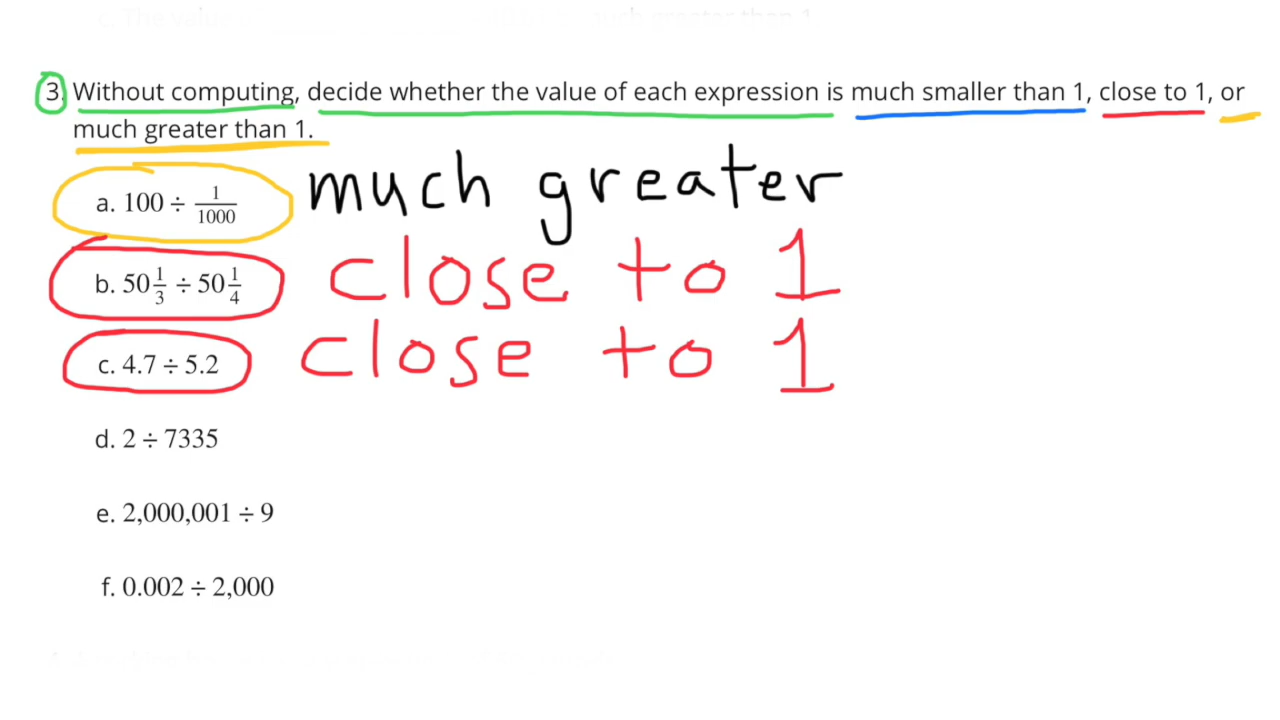 3. Without computing, decide whether the value of each expression is much smaller than 1, close to 1, or
much greater than 1.
a. 100 ÷ 1/1000 much greater
b. 50 1/3 ÷ 50 1/4 close to 1
c. 4.7 ÷ 5.2 close to 1
d. 2 ÷ 7335
e. 2,000,001 ÷ 9
f. 0.002 ÷ 2,000